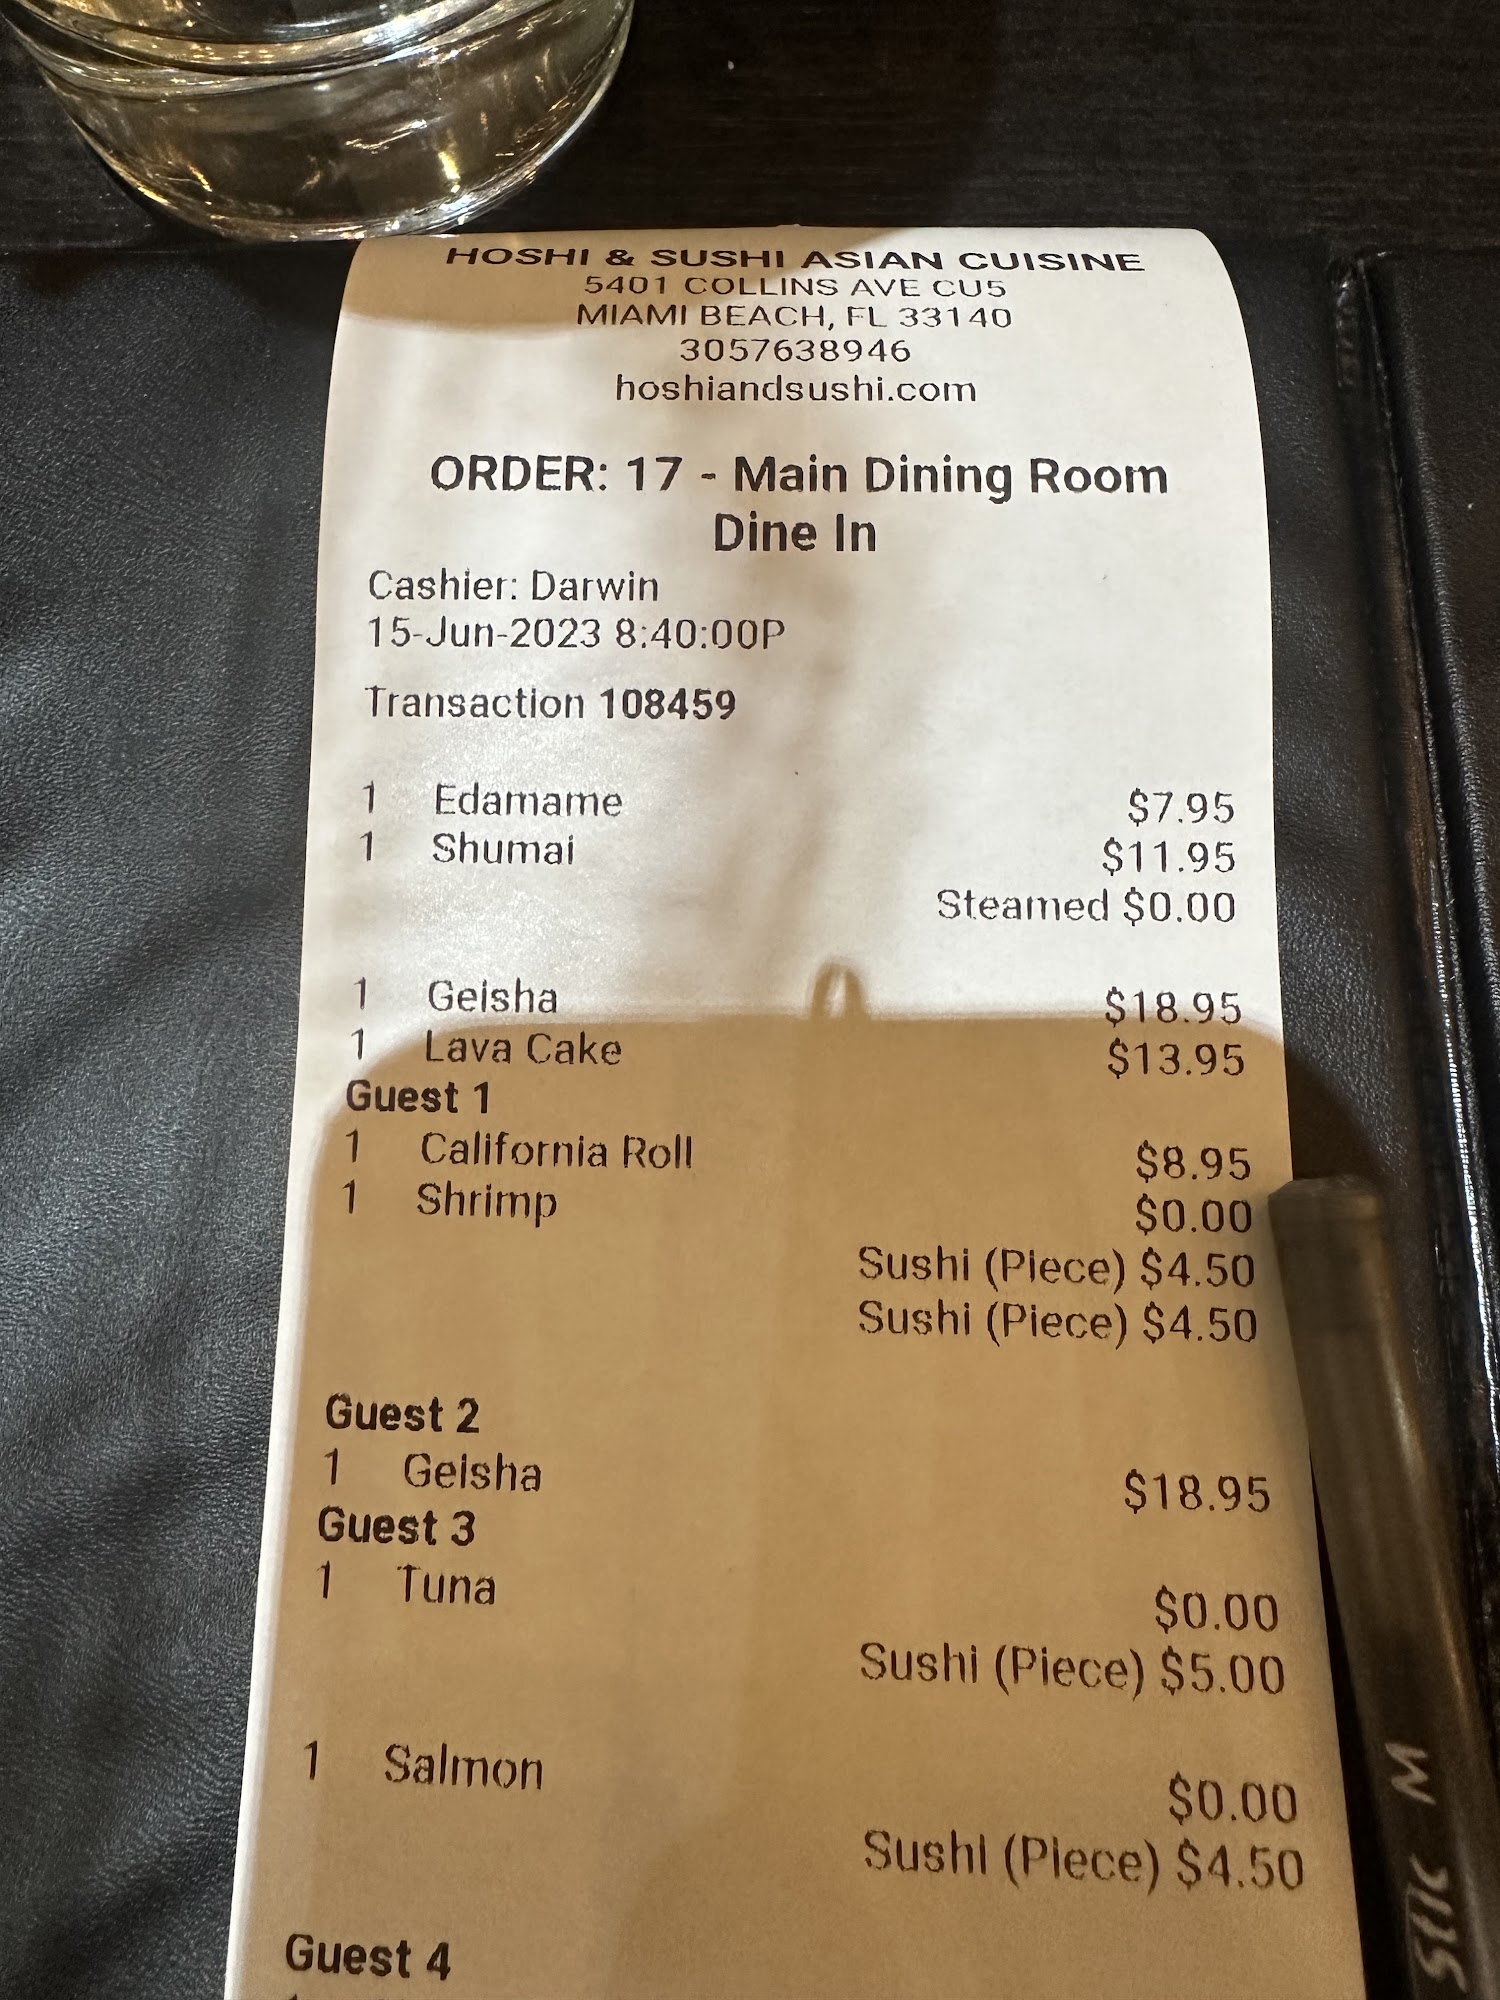 HOSHI & SUSHI ASIAN CUISINE
5401 COLLINS AVE CU5
MIAMI BEACH, FL 33140
3057638946
hoshiandsushi.com
ORDER: 17 - Main Dining Room
Dine In
Cashier: Darwin
15-Jun-2023 8:40:00P
Transaction 108459
1 Edamame $7.95
1 Shumai $11.95
Steamed $0.00
1 Geisha $18.95
1 Lava Cake $13.95
Guest 1
1 California Roll $8.95
1 Shrimp $0.00
Sushi (Piece) $4.50
Sushi (Piece) $4.50
Guest 2
1 Geisha $18.95
Guest 3
1 Tuna $0.00
Sushi (Piece) $5.00
1 Salmon $0.00
Sushi (Piece) $4.50
Guest 4
Stic M